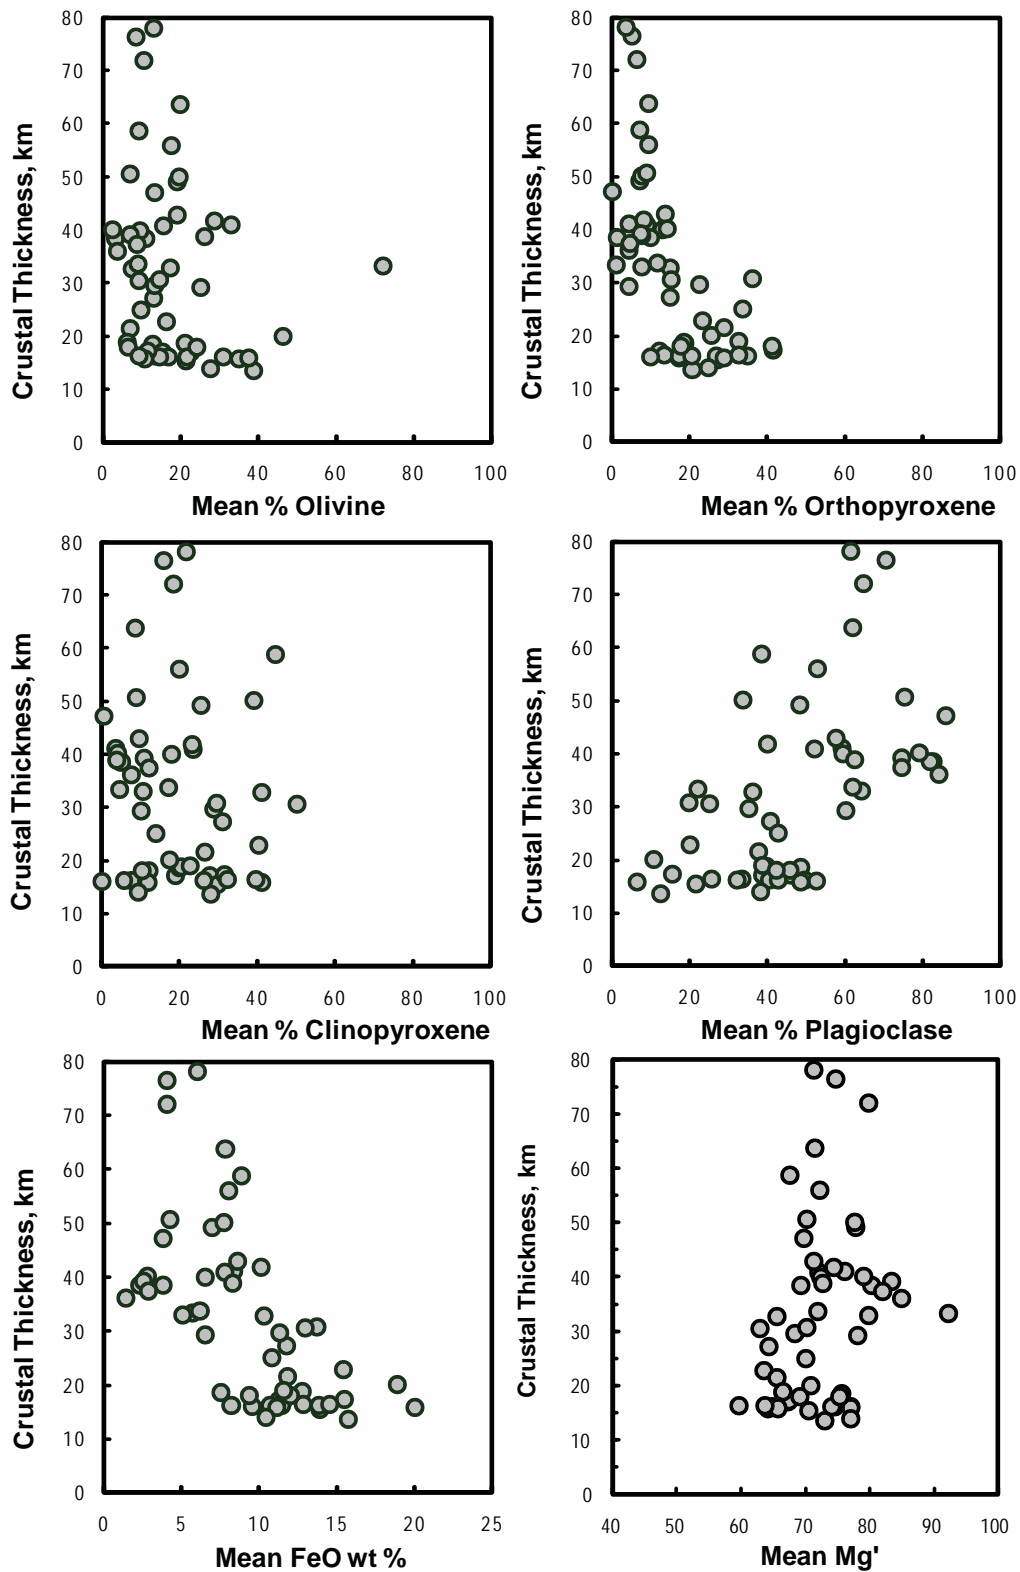 80 70 60 50 40 30 20 10 0
Crustal Thickness, km
0 20 40 60 80 100
Mean % Olivine
80 70 60 50 40 30 20 10 0
Crustal Thickness, km
0 20 40 60 80 100
Mean % Orthopyroxene
80 70 60 50 40 30 20 10 0
Crustal Thickness, km
0 20 40 60 80 100
Mean % Clinopyroxene
80 70 60 50 40 30 20 10 0
Crustal Thickness, km
0 20 40 60 80 100
Mean % Plagioclase
80 70 60 50 40 30 20 10 0
Crustal Thickness, km
0 5 10 15 20 25
Mean FeO wt %
80 70 60 50 40 30 20 10 0
Crustal Thickness, km
40 50 60 70 80 90 100
Mean Mg'